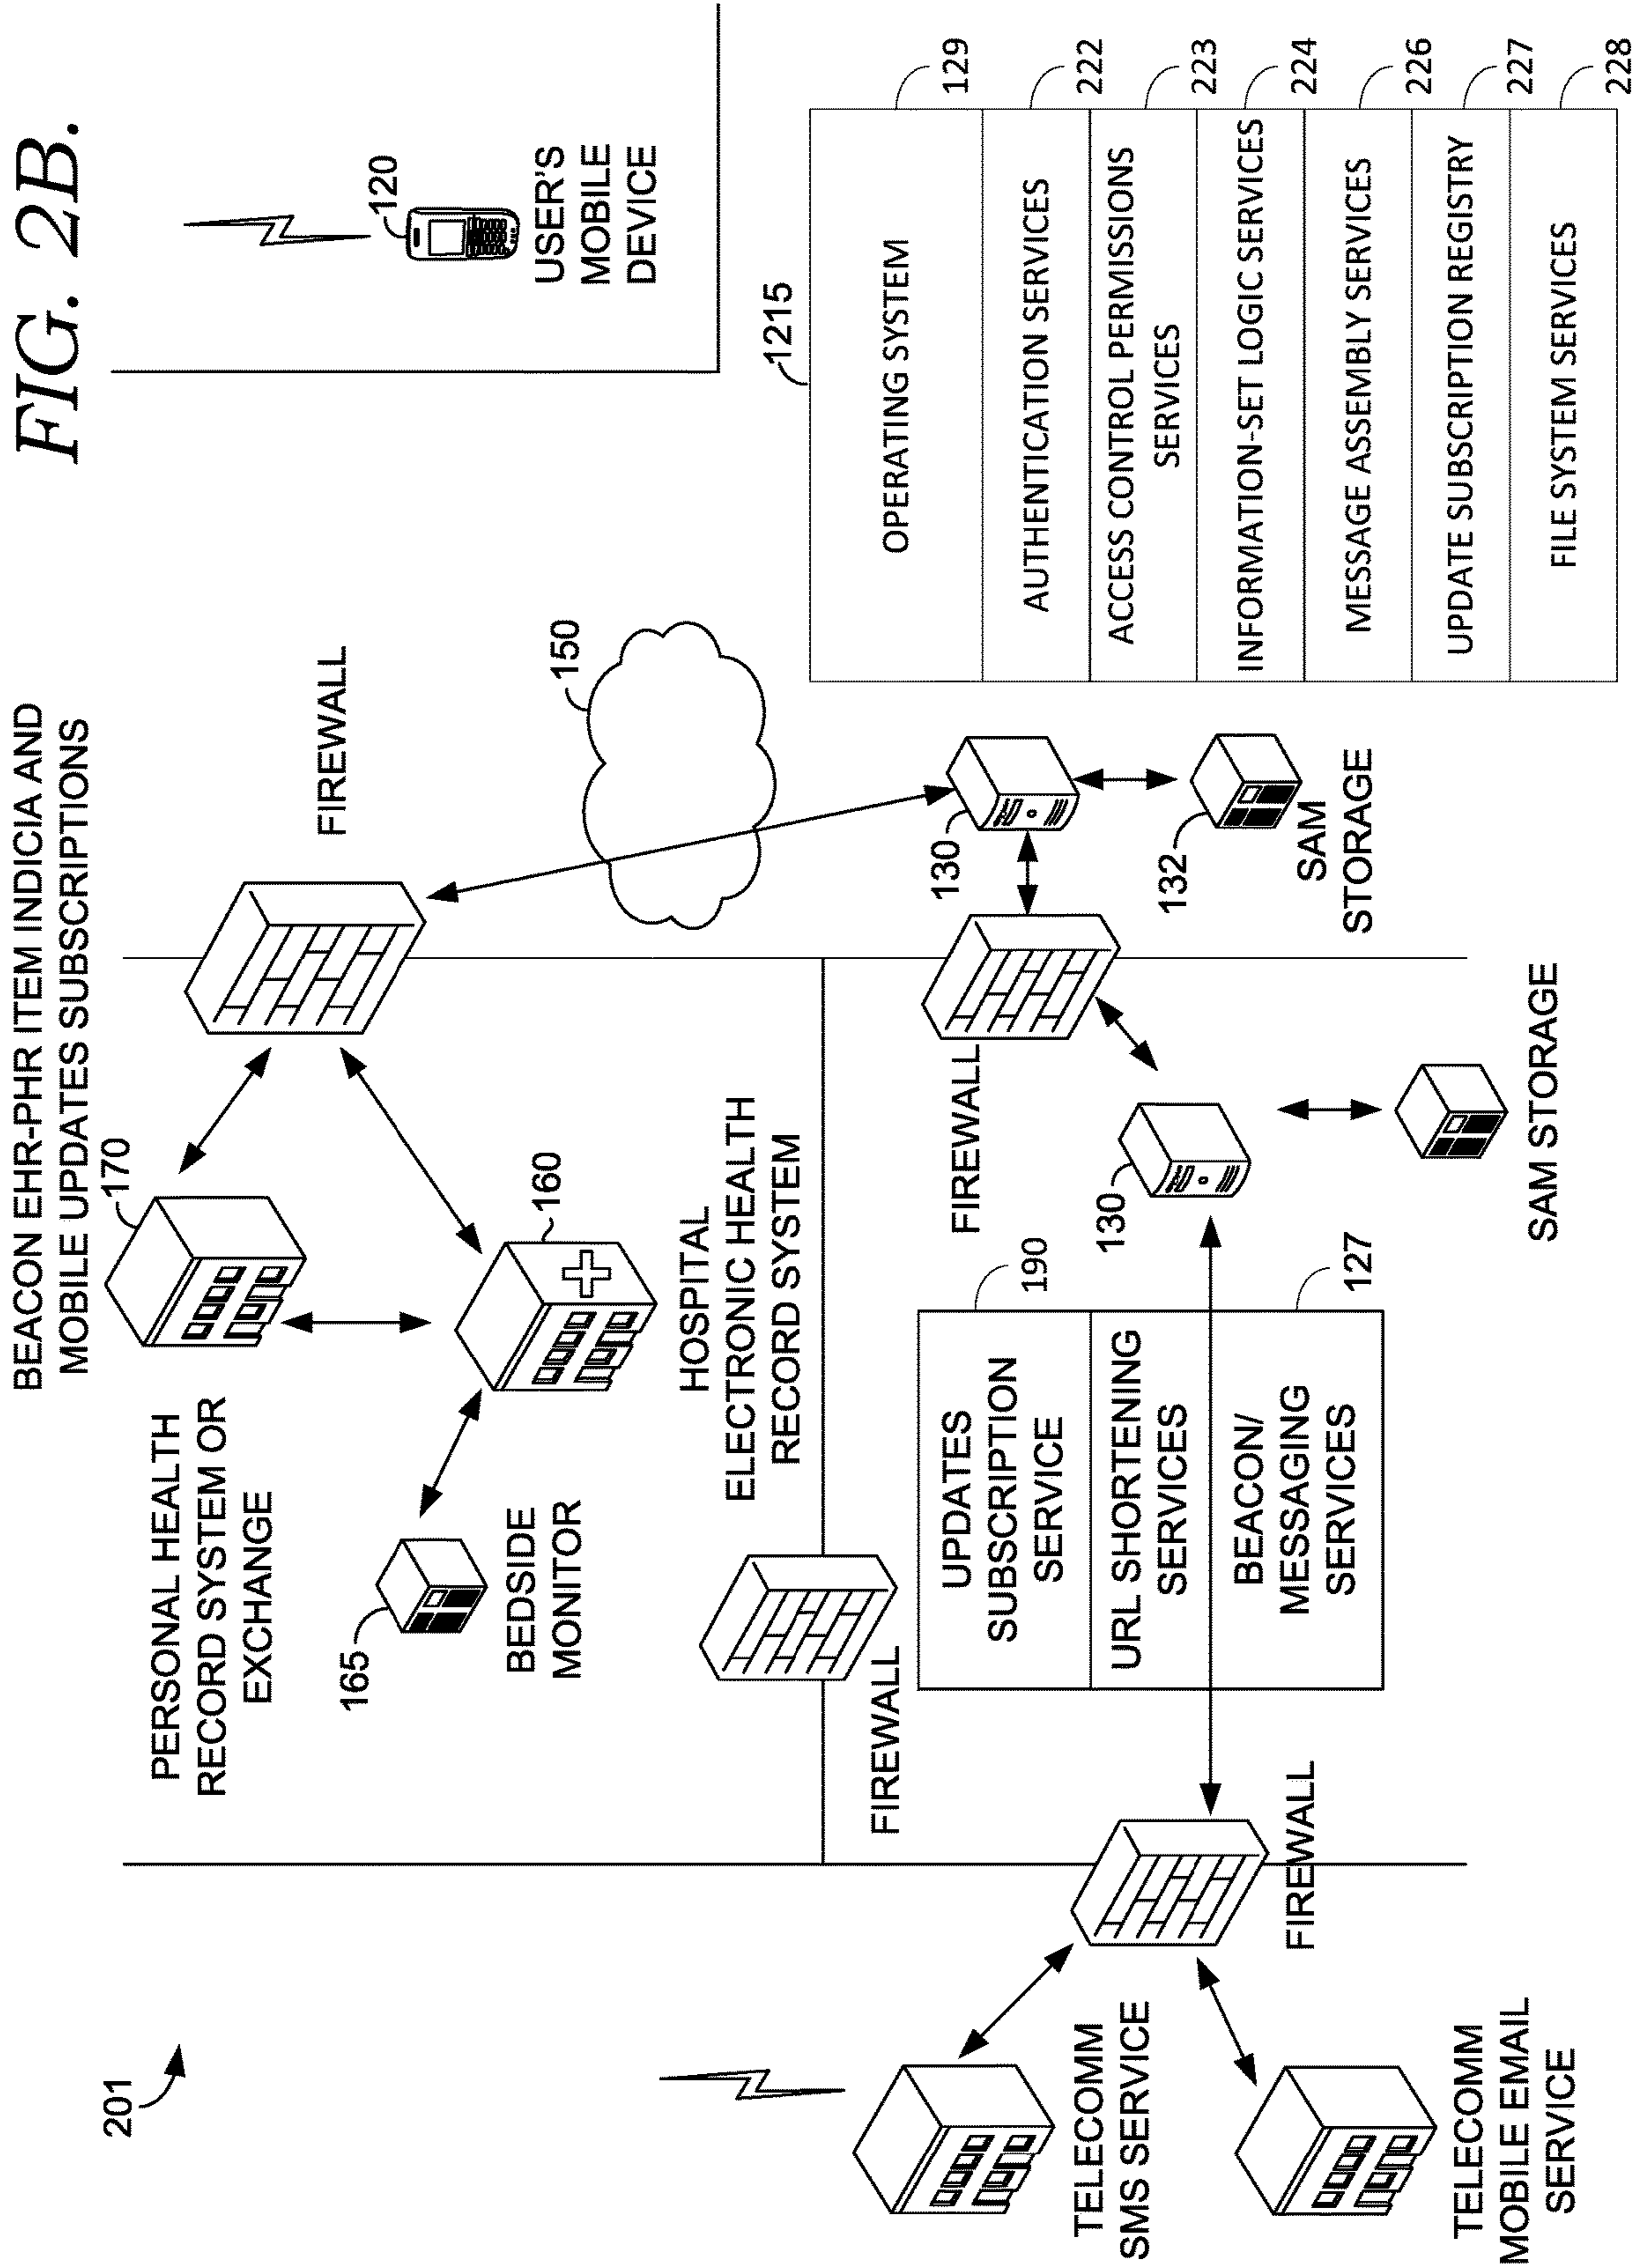 BEACON EHR-PHR ITEM INDICIA AND
MOBILE UPDATES SUBSCRIPTIONS
FIG. 2B.
201
170
PERSONAL HEALTH
RECORD SYSTEM OR
EXCHANGE
FIREWALL
120
USER'S
MOBILE
DEVICE
165
BEDSIDE
MONITOR
160
HOSPITAL
ELECTRONIC HEALTH
RECORD SYSTEM
150
FIREWALL
TELECOMM
SMS SERVICE
TELECOMM
MOBILE EMAIL
SERVICE
FIREWALL
190
UPDATES
SUBSCRIPTION
SERVICE
URL SHORTENING
SERVICES
BEACON/
MESSAGING
SERVICES
127
FIREWALL
130
SAM STORAGE
130
132
SAM
STORAGE
1215
OPERATING SYSTEM
129
AUTHENTICATION SERVICES
222
ACCESS CONTROL PERMISSIONS
SERVICES
223
INFORMATION-SET LOGIC SERVICES
224
MESSAGE ASSEMBLY SERVICES
226
UPDATE SUBSCRIPTION REGISTRY
227
FILE SYSTEM SERVICES
228